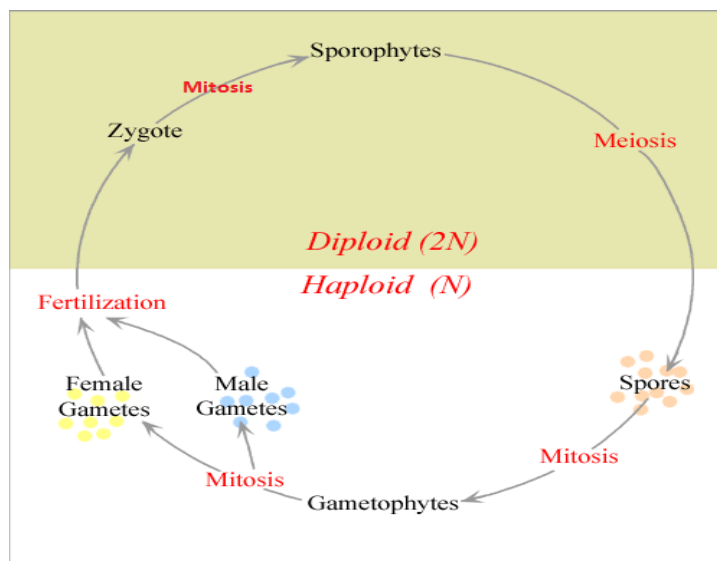 Sporophytes
Mitosis
Zygote
Meiosis
Diploid (2N)
Haploid (N)
Fertilization
Female
Gametes
Male
Gametes
Spores
Mitosis
Mitosis
Gametophytes